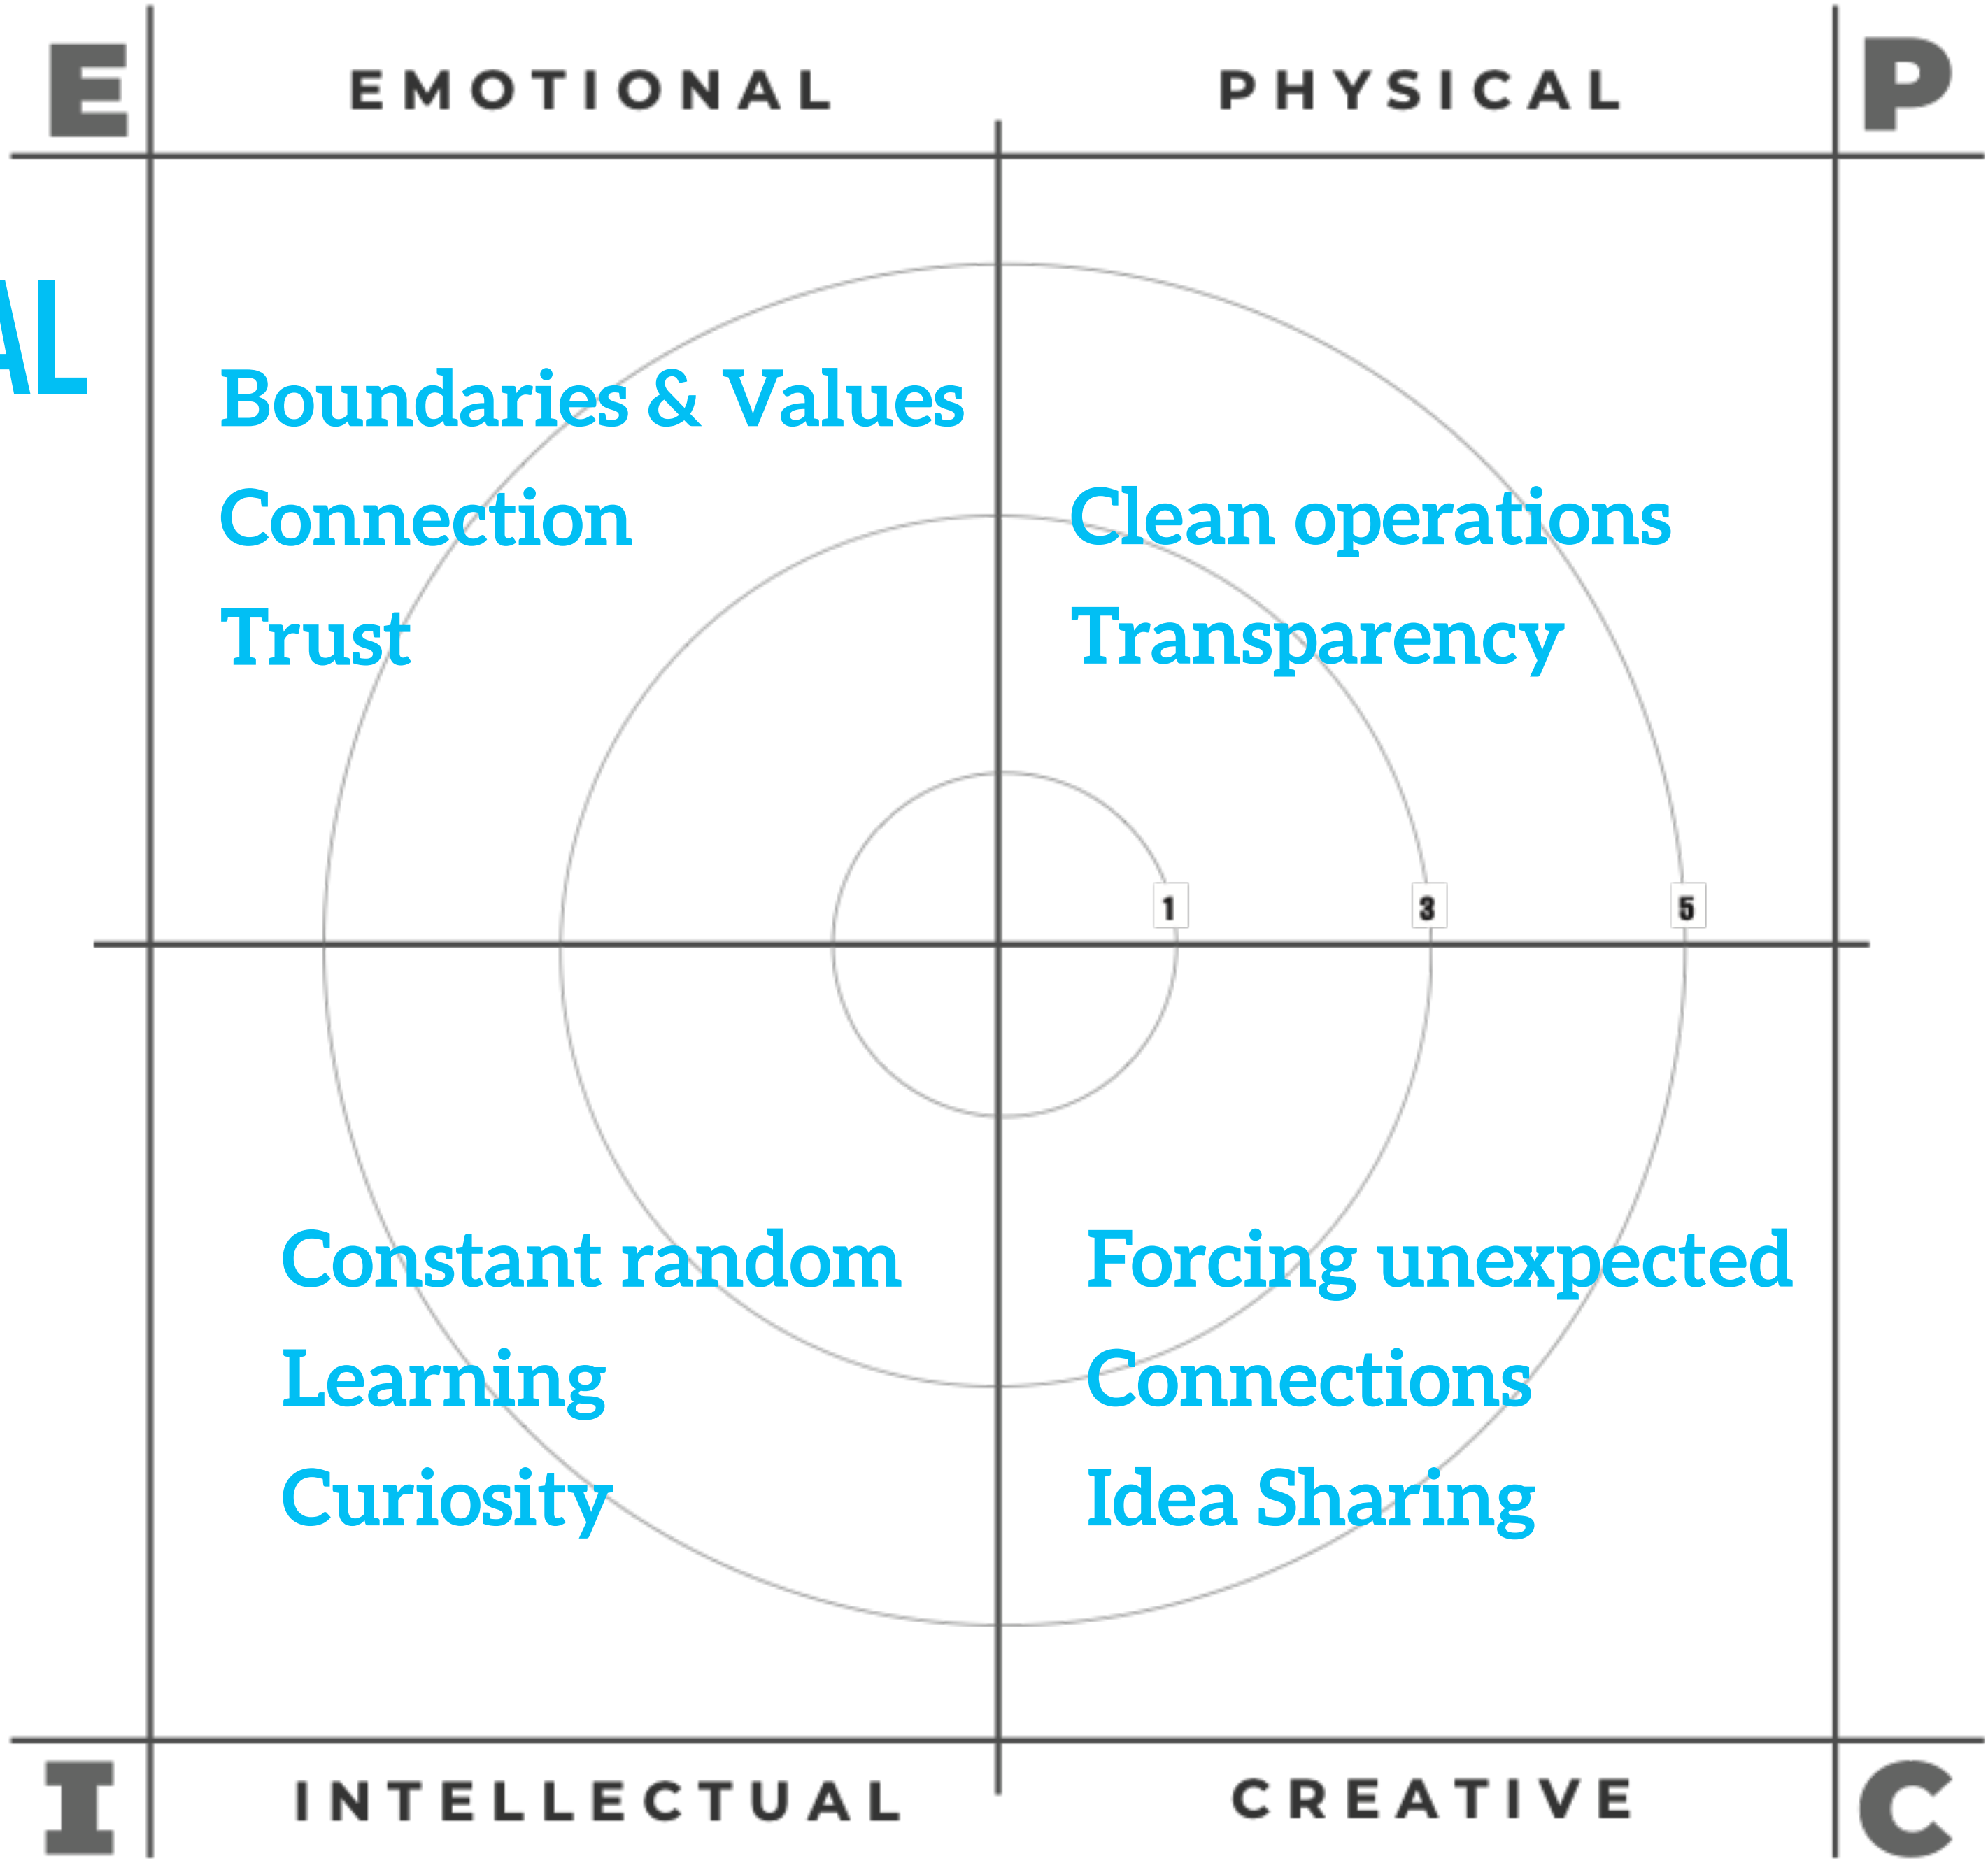 E
EMOTIONAL
PHYSICAL
P
AL
Boundaries & Values
Connection
Trust
Clean operations
Transparency
1
3
5
Constant random
Learning
Curiosity
Forcing unexpected
Connections
Idea Sharing
I
INTELLECTUAL
CREATIVE
C